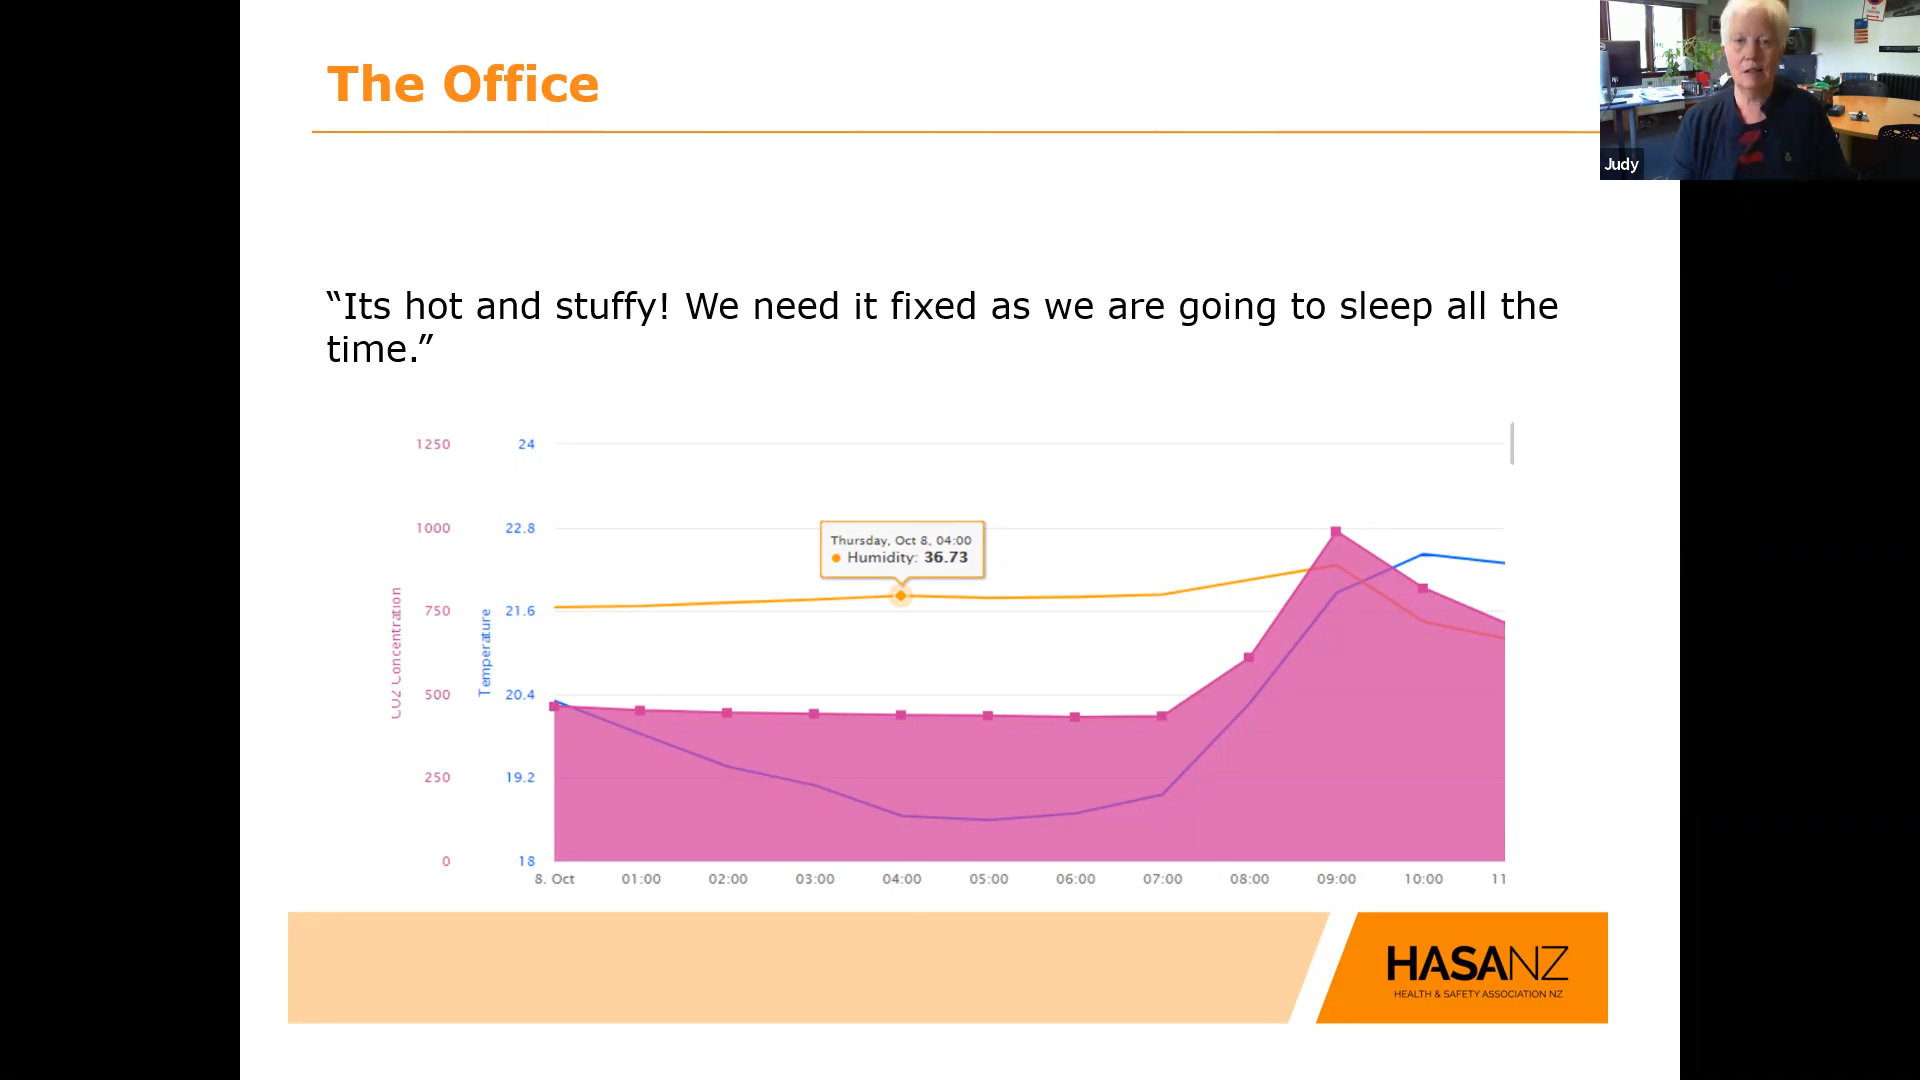 The Office
Judy
“Its hot and stuffy! We need it fixed as we are going to sleep all the
time.”
1250
1000
750
500
250
0
CO2 Concentration
24
22.8
21.6
20.4
19.2
18
Temperature
Thursday, Oct 8, 04:00
Humidity: 36.73
8. Oct 01:00 02:00 03:00 04:00 05:00 06:00 07:00 08:00 09:00 10:00 11
HASANZ
HEALTH & SAFETY ASSOCIATION NZ